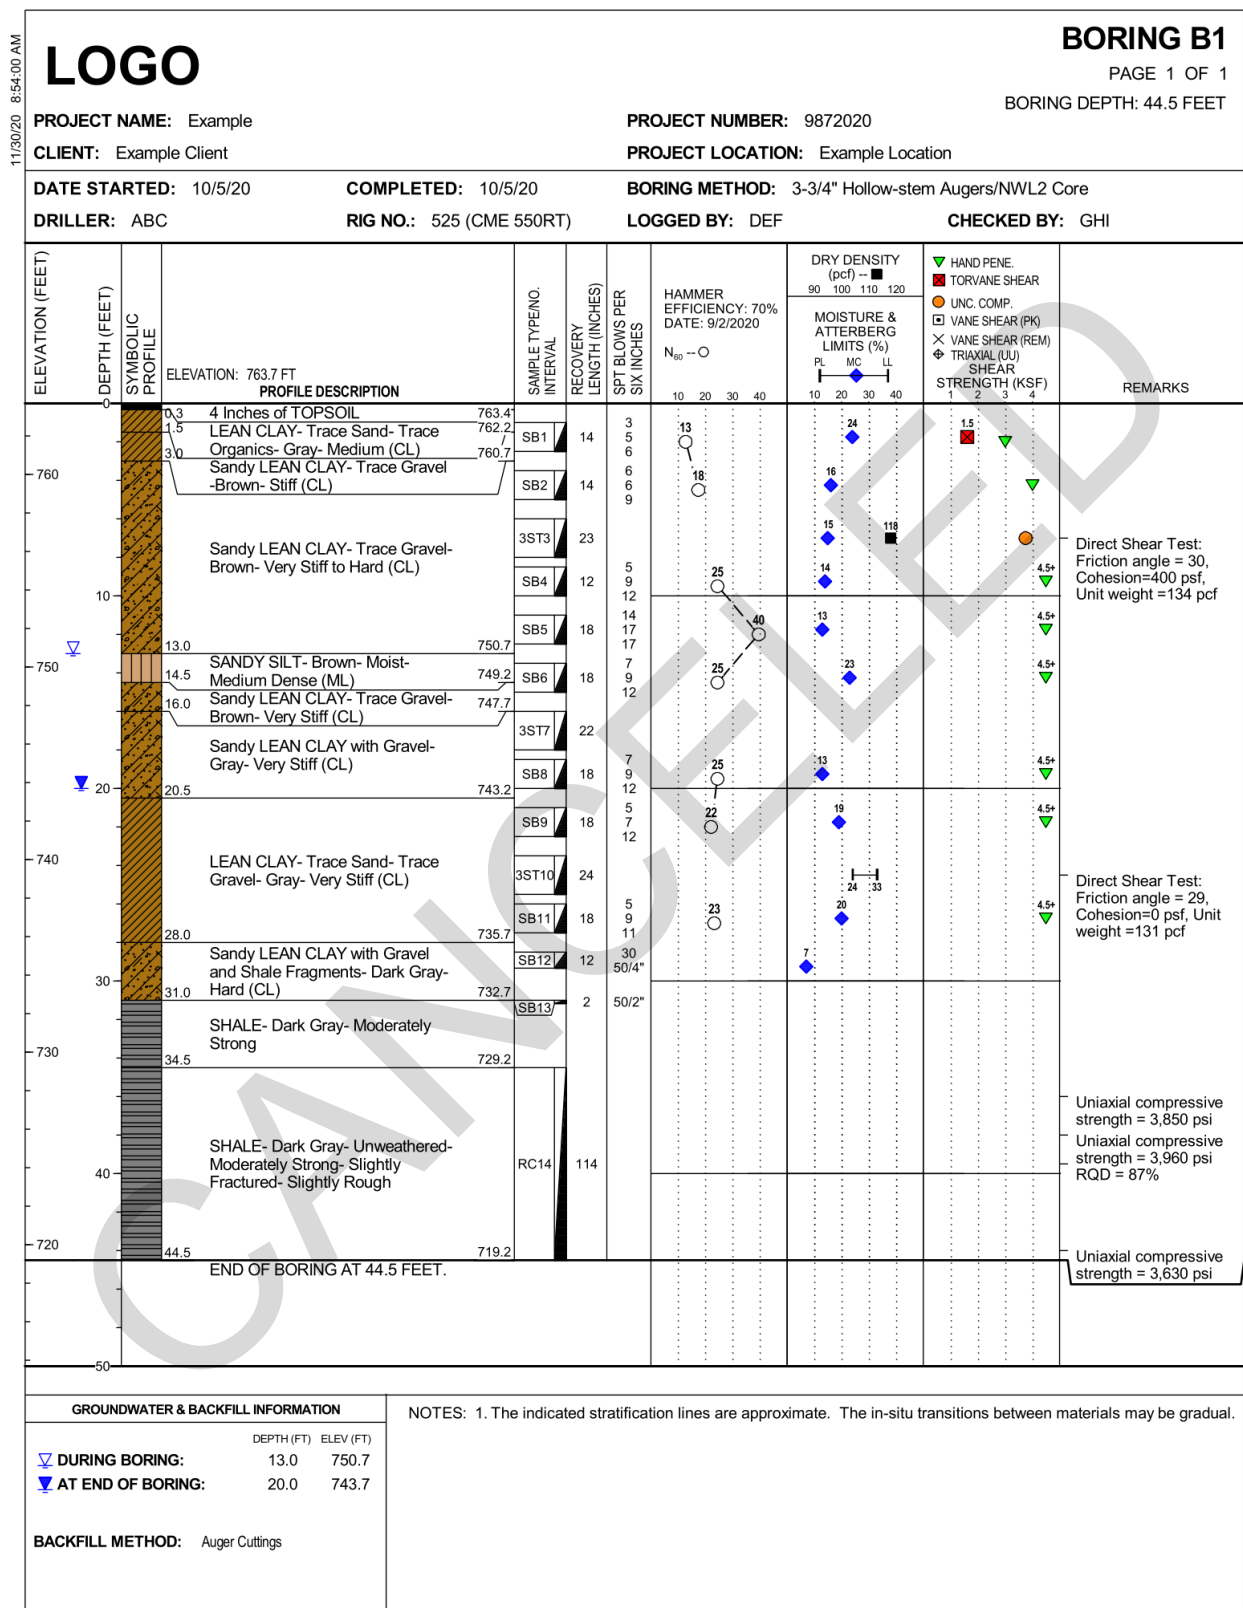 11/30/20 8:54:00 AM
LOGO
BORING B1
PAGE 1 OF 1
BORING DEPTH: 44.5 FEET
PROJECT NAME: Example
PROJECT NUMBER: 9872020
CLIENT: Example Client
PROJECT LOCATION: Example Location
DATE STARTED: 10/5/20
COMPLETED: 10/5/20
BORING METHOD: 3-3/4" Hollow-stem Augers/NWL2 Core
DRILLER: ABC
RIG NO.: 525 (CME 550RT)
LOGGED BY: DEF
CHECKED BY: GHI
ELEVATION (FEET)
DEPTH (FEET)
SYMBOLIC
PROFILE
ELEVATION: 763.7 FT
PROFILE DESCRIPTION
SAMPLE TYPE/NO.
INTERVAL
RECOVERY
LENGTH (INCHES)
SPT BLOWS PER
SIX INCHES
HAMMER
EFFICIENCY: 70%
DATE: 9/2/2020
N60 --
10 20 30 40
DRY DENSITY
(pcf) --
90 100 110 120
MOISTURE &
ATTERBERG
LIMITS (%)
PL MC LL
10 20 30 40
HAND PENE.
TORVANE SHEAR
UNC. COMP.
VANE SHEAR (PK)
VANE SHEAR (REM)
TRIAXIAL (UU)
SHEAR
STRENGTH (KSF)
1 2 3 4
REMARKS
0
10
20
30
40
50
760
750
740
730
720
0.3 4 Inches of TOPSOIL 763.4
1.5 LEAN CLAY- Trace Sand- Trace 762.2
3.0 Organics- Gray- Medium (CL) 760.7
Sandy LEAN CLAY- Trace Gravel
-Brown- Stiff (CL)
Sandy LEAN CLAY- Trace Gravel-
Brown- Very Stiff to Hard (CL)
13.0 750.7
SANDY SILT- Brown- Moist-
14.5 Medium Dense (ML) 749.2
16.0 Sandy LEAN CLAY- Trace Gravel- 747.7
Brown- Very Stiff (CL)
Sandy LEAN CLAY with Gravel-
Gray- Very Stiff (CL)
20.5 743.2
LEAN CLAY- Trace Sand- Trace
Gravel- Gray- Very Stiff (CL)
28.0 735.7
Sandy LEAN CLAY with Gravel
and Shale Fragments- Dark Gray-
Hard (CL)
31.0 732.7
SHALE- Dark Gray- Moderately
Strong
34.5 729.2
SHALE- Dark Gray- Unweathered-
Moderately Strong- Slightly
Fractured- Slightly Rough
44.5 719.2
END OF BORING AT 44.5 FEET.
SB1 14
3
5
6
SB2 14
6
6
9
3ST3 23
SB4 12
5
9
12
SB5 18
14
17
17
SB6 18
7
9
12
3ST7 22
SB8 18
7
9
12
SB9 18
5
7
12
3ST10 24
SB11 18
5
9
11
SB12 12
30
50/4"
SB13 2 50/2"
RC14 114
13
18
25
40
25
25
22
23
24
16
15
118
14
13
23
13
19
24 33
20
7
1.5
4.5+
4.5+
4.5+
4.5+
4.5+
4.5+
Direct Shear Test:
Friction angle = 30,
Cohesion=400 psf,
Unit weight =134 pcf
Direct Shear Test:
Friction angle = 29,
Cohesion=0 psf, Unit
weight =131 pcf
Uniaxial compressive
strength = 3,850 psi
Uniaxial compressive
strength = 3,960 psi
RQD = 87%
Uniaxial compressive
strength = 3,630 psi
CANCELED
GROUNDWATER & BACKFILL INFORMATION
DEPTH (FT) ELEV (FT)
DURING BORING: 13.0 750.7
AT END OF BORING: 20.0 743.7
BACKFILL METHOD: Auger Cuttings
NOTES: 1. The indicated stratification lines are approximate. The in-situ transitions between materials may be gradual.